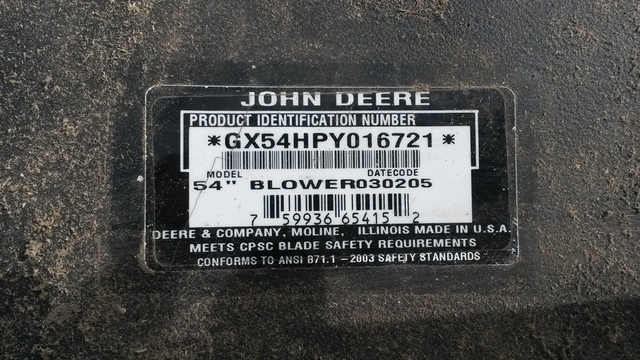 JOHN DEERE
PRODUCT IDENTIFICATION NUMBER
*GX54HPY016721*
MODEL DATECODE
54" BLOWER030205
7 59936 65415 2
DEERE & COMPANY, MOLINE, ILLINOIS MADE IN U.S.A.
MEETS CPSC BLADE SAFETY REQUIREMENTS
CONFORMS TO ANSI B71.1-2003 SAFETY STANDARDS